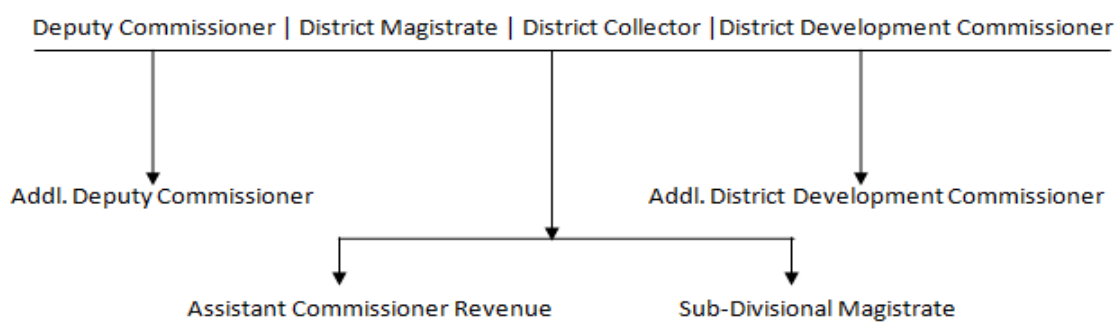 Deputy Commissioner | District Magistrate | District Collector |District Development Commissioner
Addl. Deputy Commissioner
Addl. District Development Commissioner
Assistant Commissioner Revenue
Sub-Divisional Magistrate